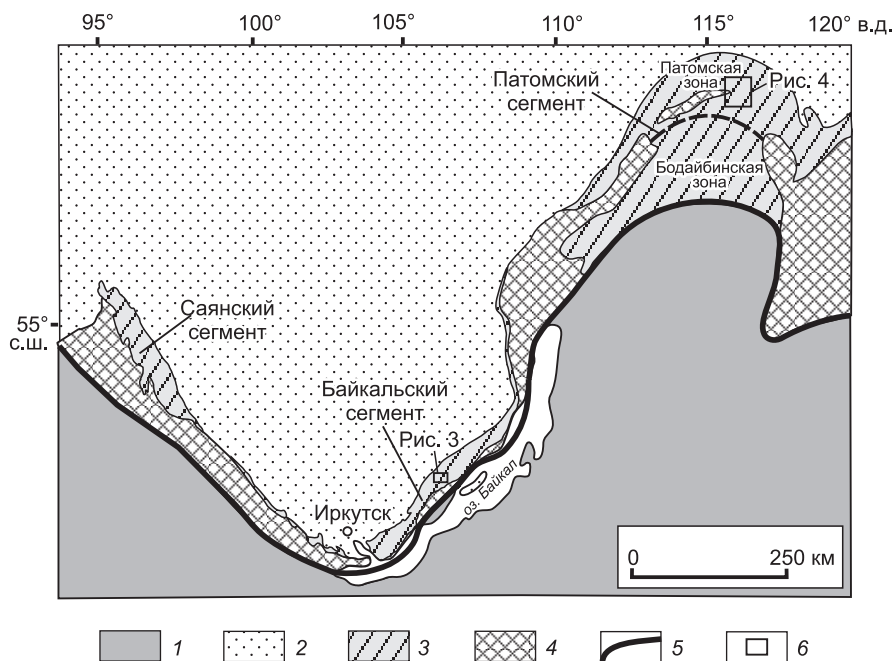 95° 100° 105° 110° 115° 120° в.д.
Патомская
зона
Рис. 4
Патомский
сегмент
Бодайбинская
зона
55°
с.ш.
Саянский
сегмент
Байкальский
сегмент
Рис. 3
оз. Байкал
Иркутск
0 250 км
1 2 3 4 5 6